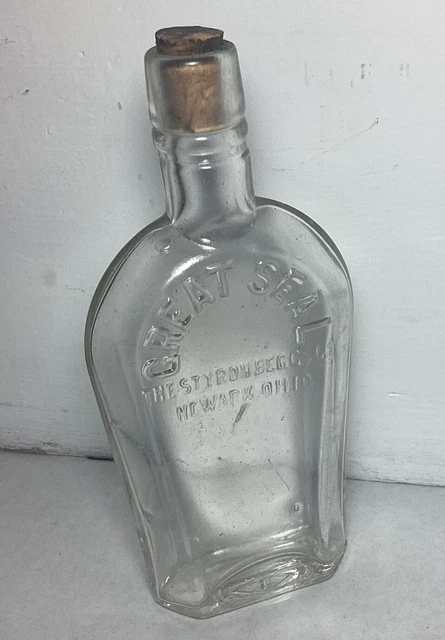 GREAT SEAL
THE STYRON BEGGS Co
NEWARK OHIO